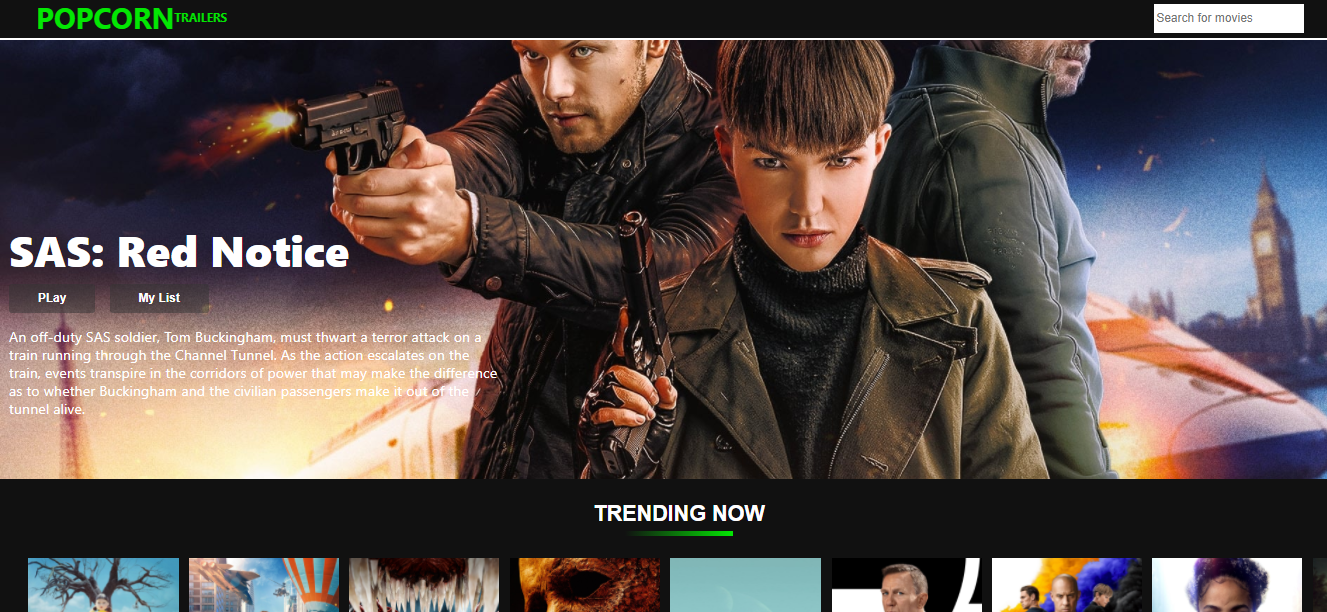 POPCORN TRAILERS
Search for movies
SAS: Red Notice
PLay
My List
An off-duty SAS soldier, Tom Buckingham, must thwart a terror attack on a
train running through the Channel Tunnel. As the action escalates on the
train, events transpire in the corridors of power that may make the difference
as to whether Buckingham and the civilian passengers make it out of the
tunnel alive.
TRENDING NOW